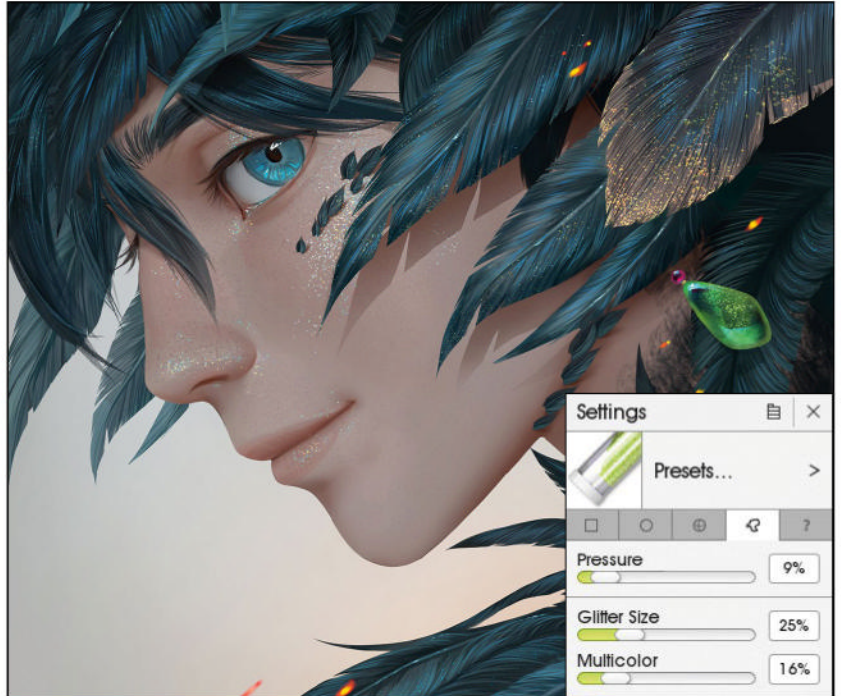 Settings
Presets... >
?
Pressure
9%
Glitter Size
25%
Multicolor
16%